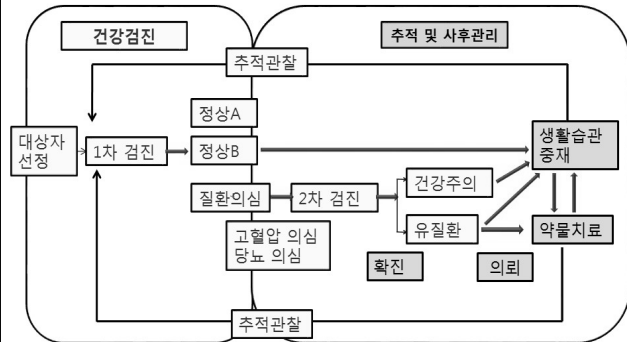 건강검진
추적 및 사후관리
추적관찰
정상A
대상자
선정
1차 검진
정상B
생활습관
중재
질환의심
2차 검진
건강주의
유질환
약물치료
고혈압 의심
당뇨 의심
확진
의뢰
추적관찰